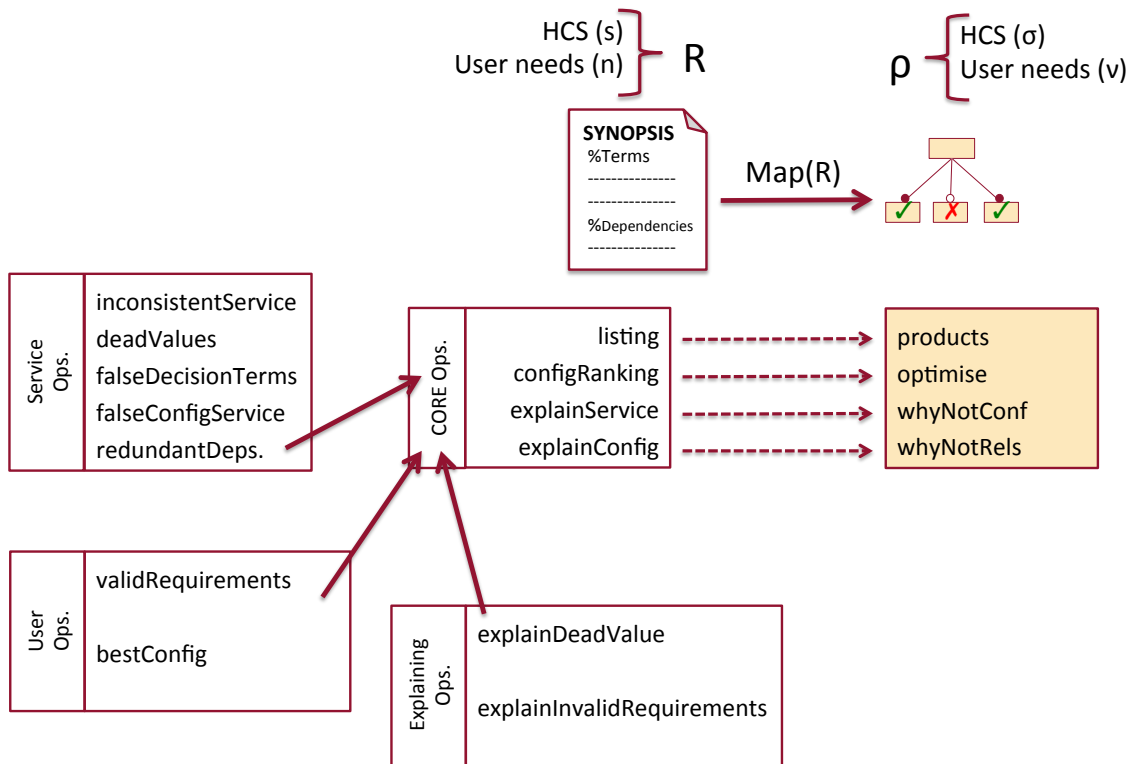 HCS (s)
User needs (n)
R
ρ
HCS (σ)
User needs (ν)
SYNOPSIS
%Terms
---------------
---------------
%Dependencies
---------------
Map(R)
✓ ✗ ✓
Service Ops.
inconsistentService
deadValues
falseDecisionTerms
falseConfigService
redundantDeps.
CORE Ops.
listing
configRanking
explainService
explainConfig
products
optimise
whyNotConf
whyNotRels
User Ops.
validRequirements
bestConfig
Explaining Ops.
explainDeadValue
explainInvalidRequirements